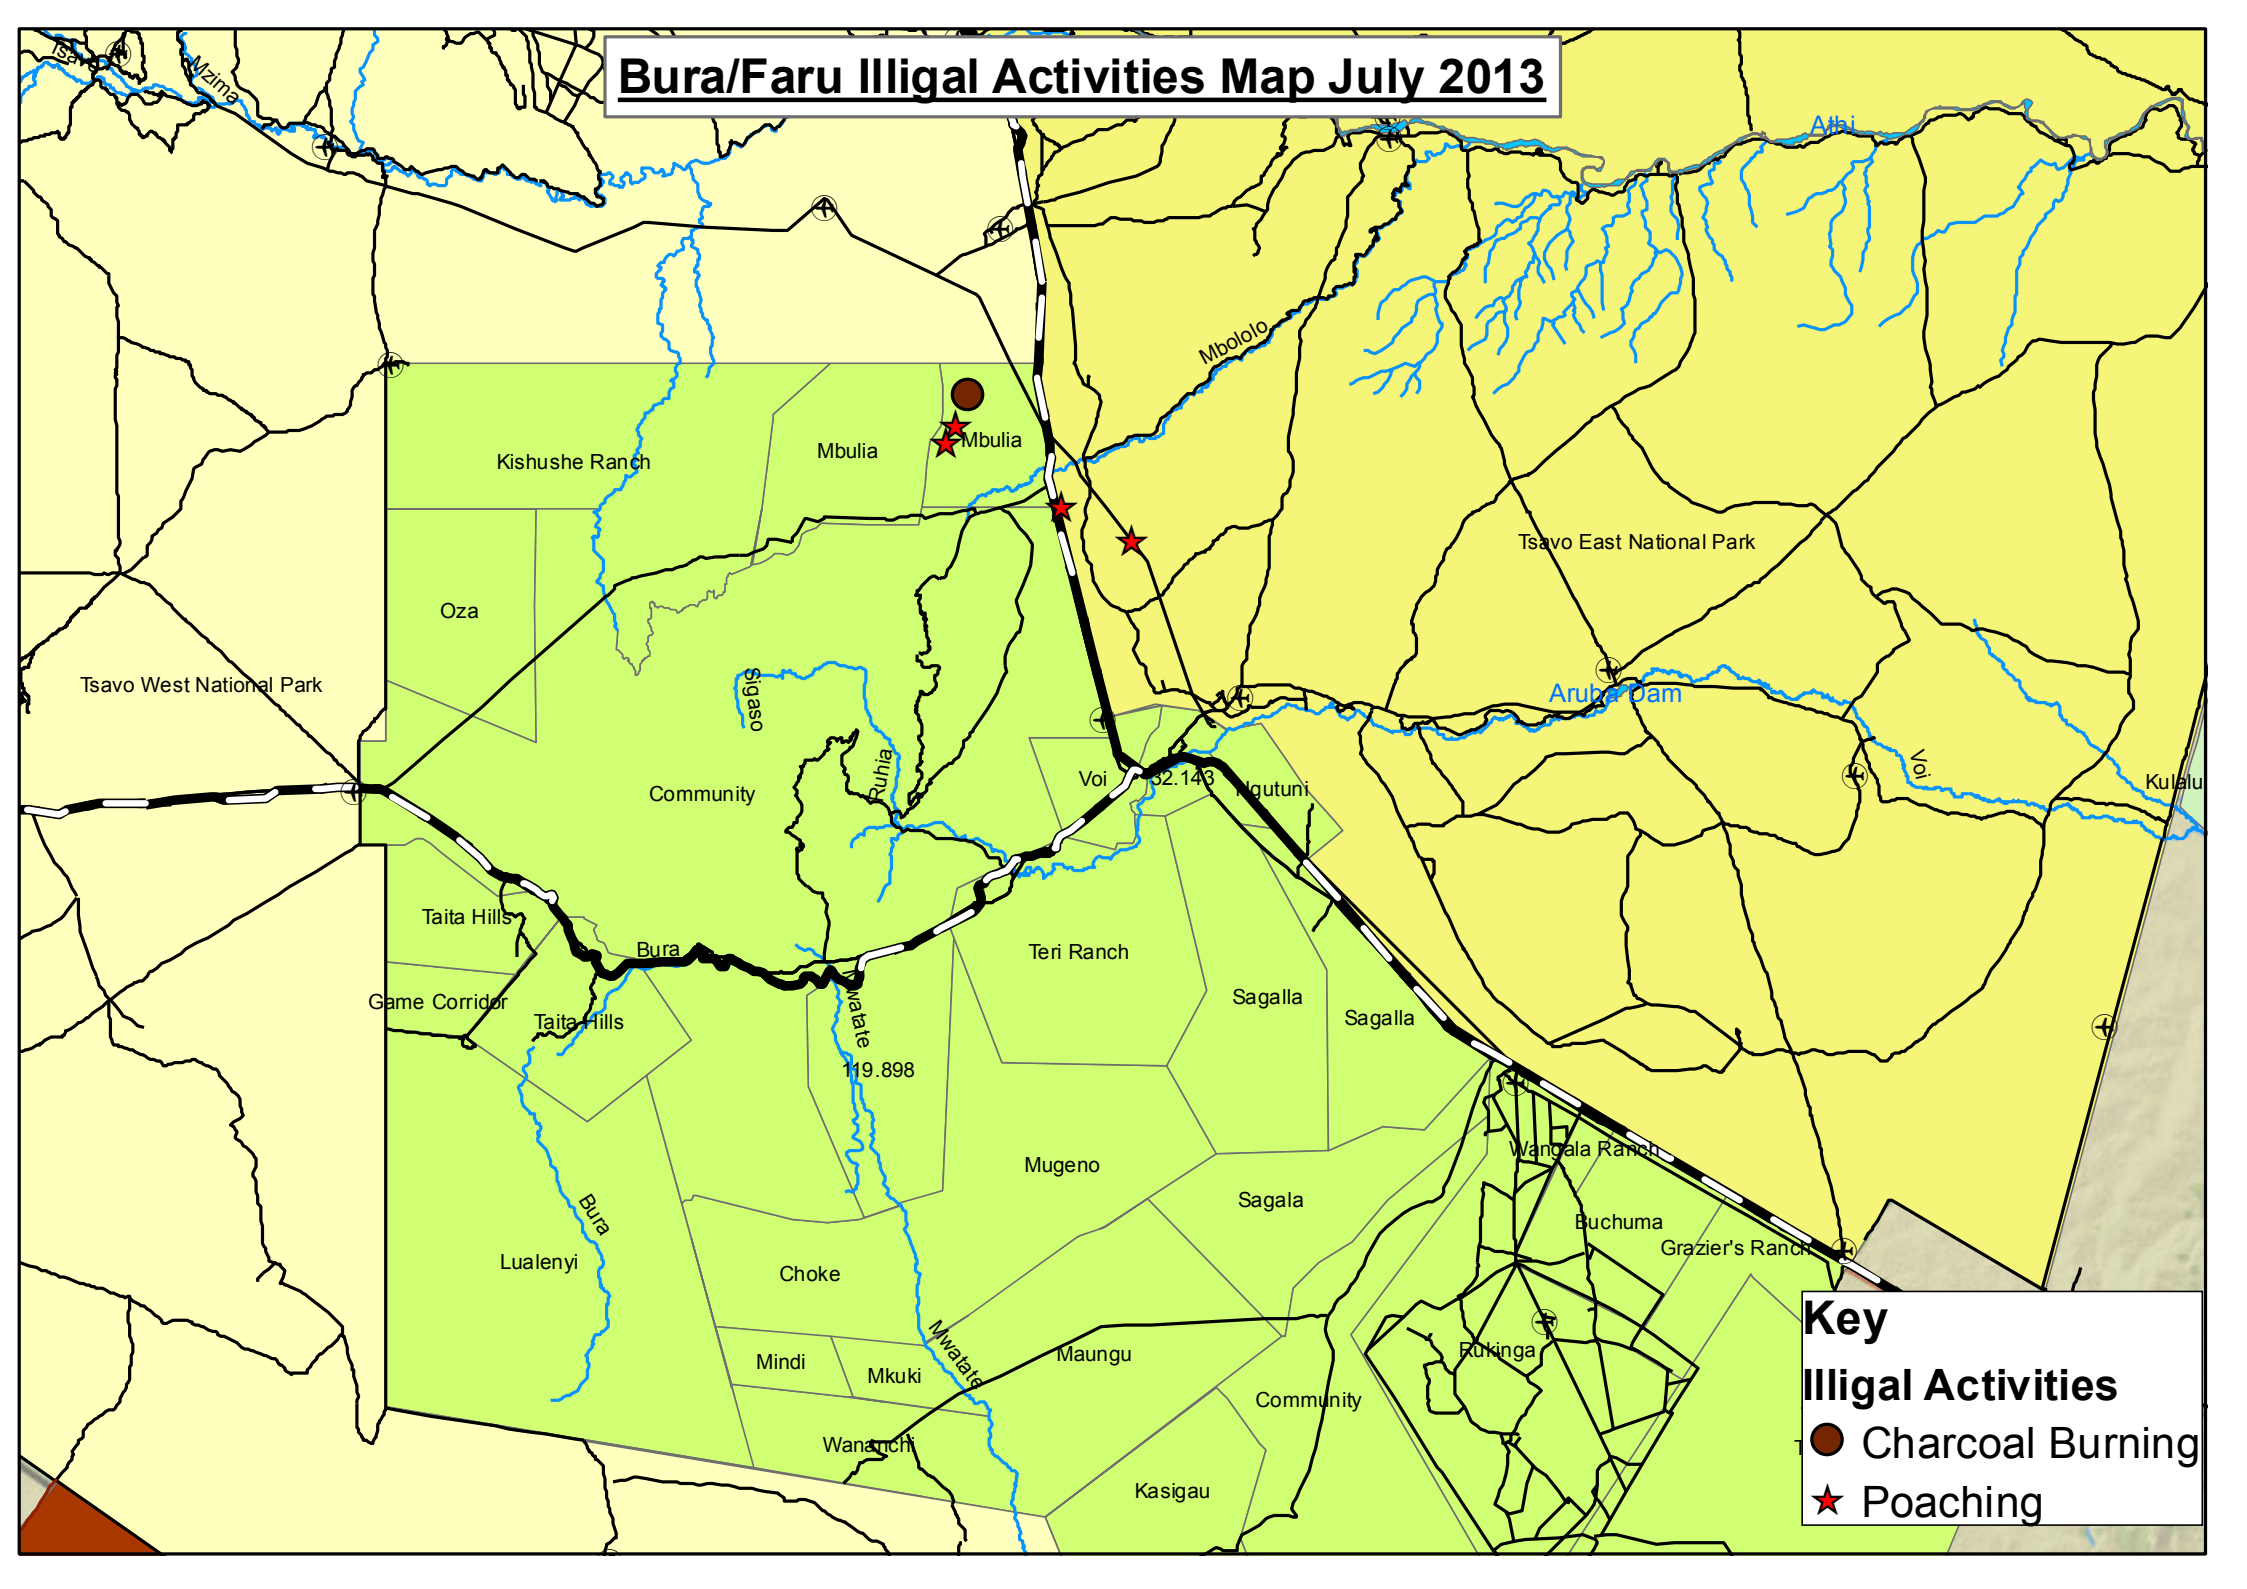 Bura/Faru Illigal Activities Map July 2013
Tsavo
Mzima
Athi
Mbololo
Mbulia
Mbulia
Kishushe Ranch
Tsavo East National Park
Oza
Tsavo West National Park
Sigaso
Aruba Dam
Ruhia
Voi
Voi
32.143
Ngutuni
Kulalu
Community
Taita Hills
Bura
Teri Ranch
Game Corridor
Taita Hills
Mwatate
Sagalla
Sagalla
119.898
Wangala Ranch
Mugeno
Sagala
Bura
Buchuma
Grazier's Ranch
Lualenyi
Choke
Mwatate
Mindi
Mkuki
Maungu
Rukinga
Community
Wananchi
Kasigau
Key
Illigal Activities
Charcoal Burning
Poaching